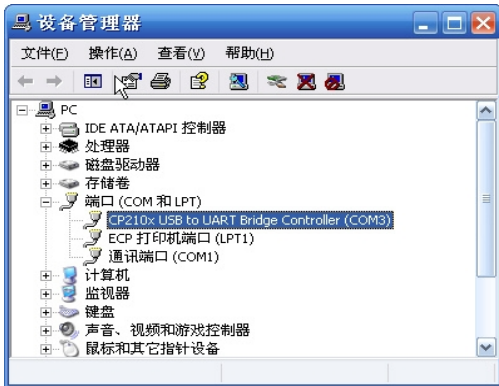 设备管理器
文件(F) 操作(A) 查看(V) 帮助(H)
PC
IDE ATA/ATAPI 控制器
处理器
磁盘驱动器
存储卷
端口 (COM 和 LPT)
CP210x USB to UART Bridge Controller (COM3)
ECP 打印机端口 (LPT1)
通讯端口 (COM1)
计算机
监视器
键盘
声音、视频和游戏控制器
鼠标和其它指针设备